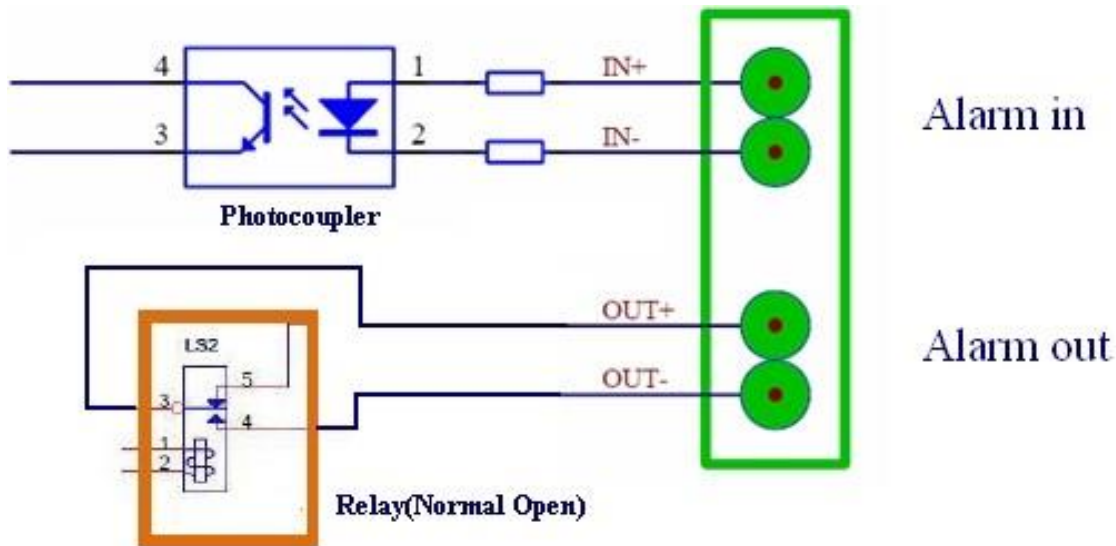 4 1 IN+
Alarm in
3 2 IN-
Photocoupler
OUT+
Alarm out
LS2
5 OUT-
3 4
1
2
Relay(Normal Open)